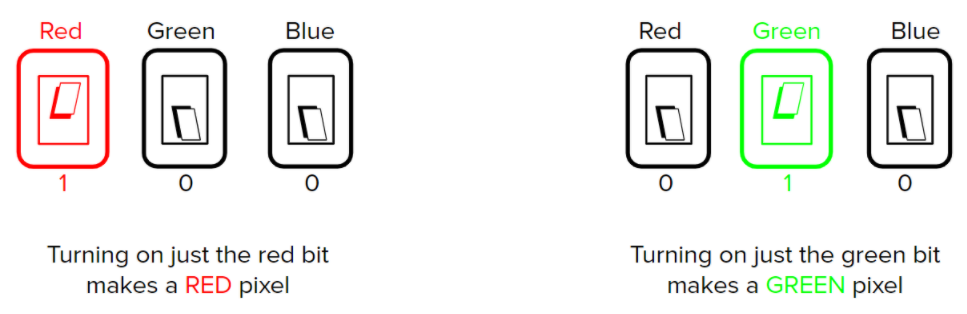 Red Green Blue
1 0 0
Turning on just the red bit
makes a RED pixel
Red Green Blue
0 1 0
Turning on just the green bit
makes a GREEN pixel